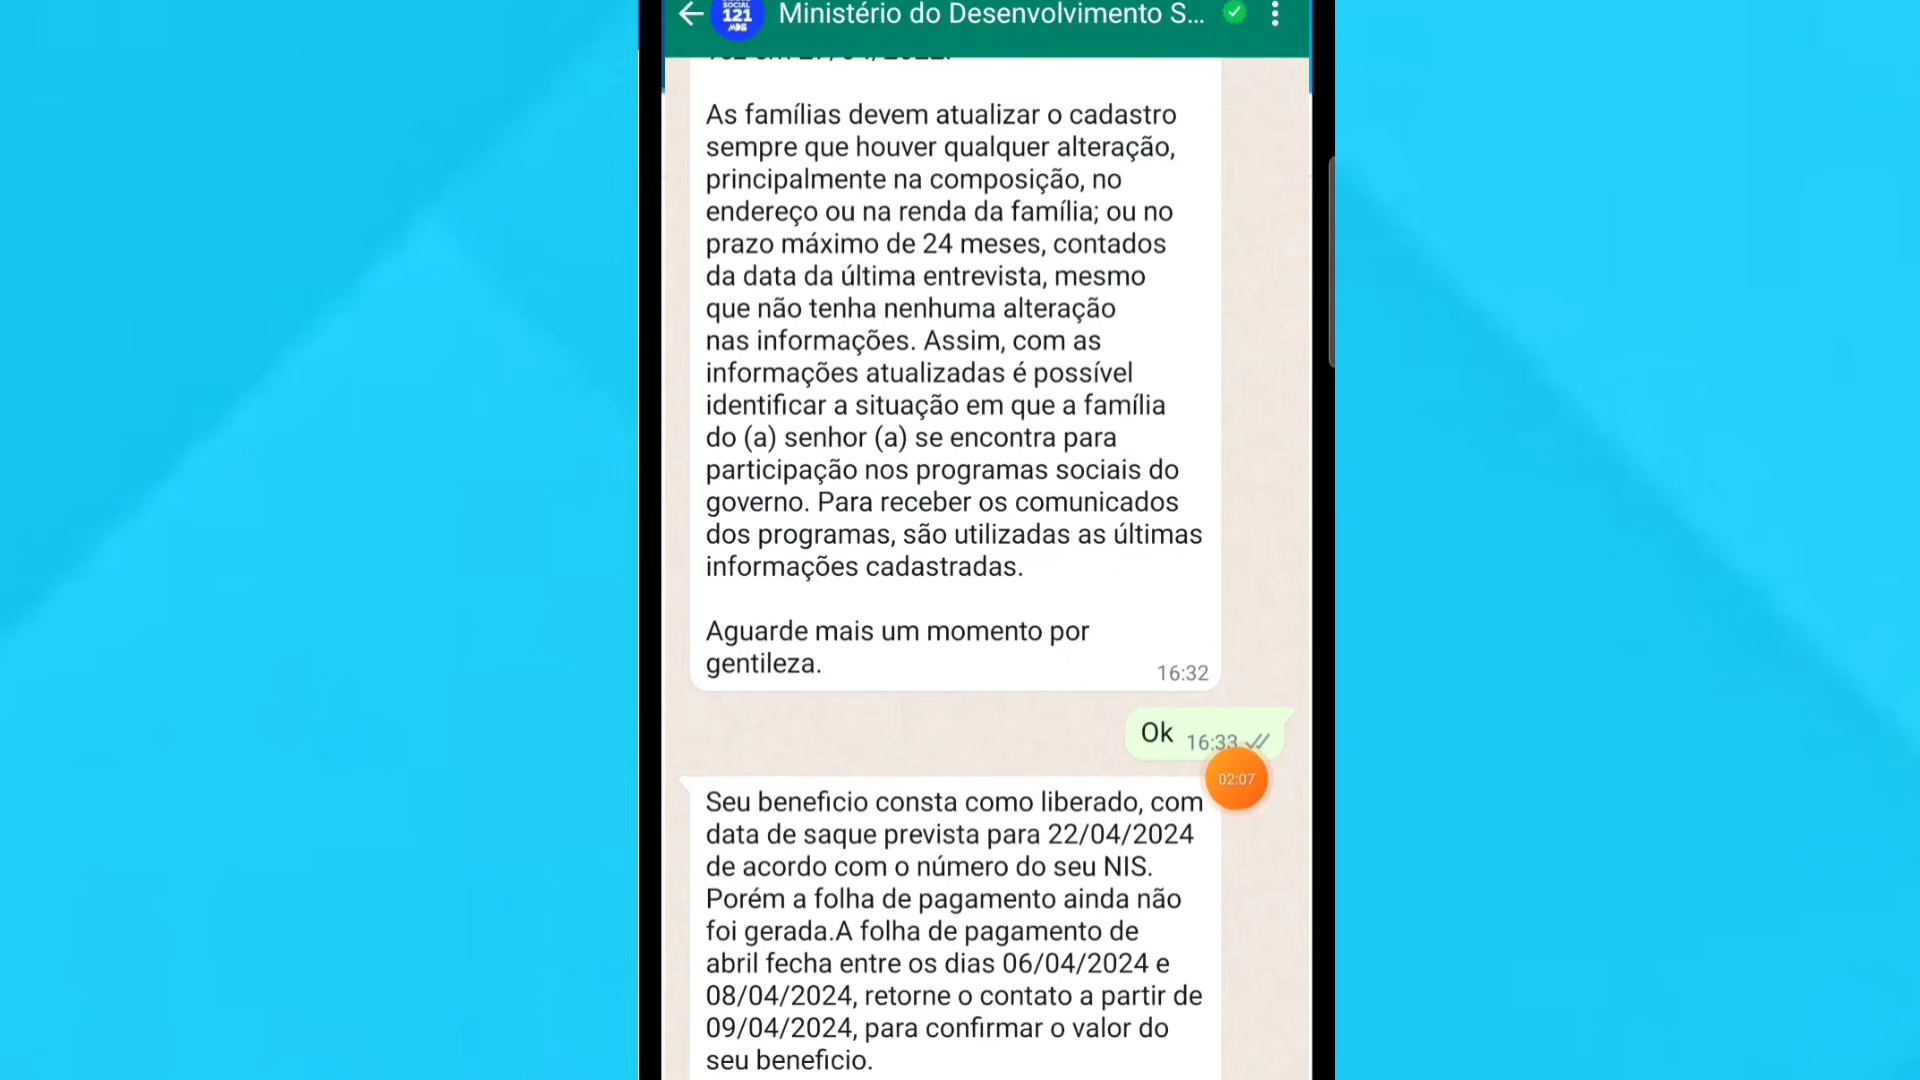 SOCIAL
121
Ministério do Desenvolvimento S...
As famílias devem atualizar o cadastro
sempre que houver qualquer alteração,
principalmente na composição, no
endereço ou na renda da família; ou no
prazo máximo de 24 meses, contados
da data da última entrevista, mesmo
que não tenha nenhuma alteração
nas informações. Assim, com as
informações atualizadas é possível
identificar a situação em que a família
do (a) senhor (a) se encontra para
participação nos programas sociais do
governo. Para receber os comunicados
dos programas, são utilizadas as últimas
informações cadastradas.
Aguarde mais um momento por
gentileza.
16:32
Ok 16:33
02:07
Seu beneficio consta como liberado, com
data de saque prevista para 22/04/2024
de acordo com o número do seu NIS.
Porém a folha de pagamento ainda não
foi gerada.A folha de pagamento de
abril fecha entre os dias 06/04/2024 e
08/04/2024, retorne o contato a partir de
09/04/2024, para confirmar o valor do
seu beneficio.